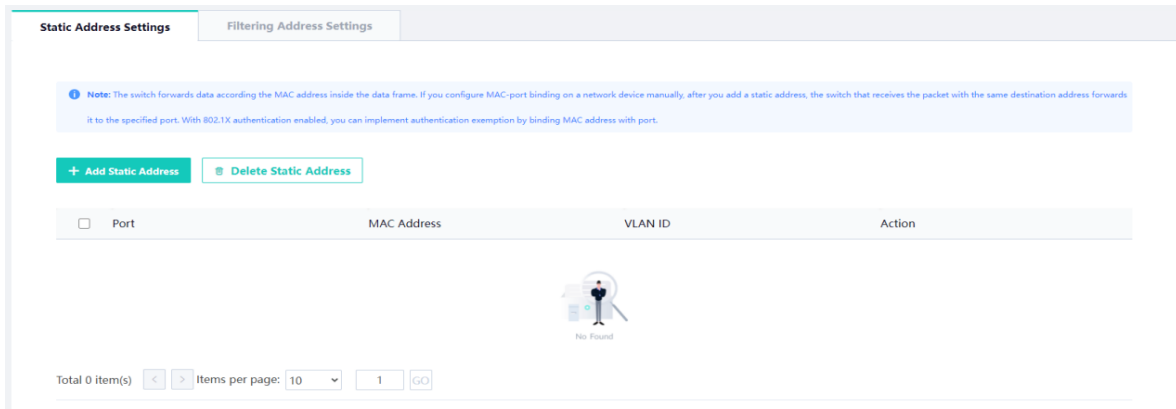 Static Address Settings Filtering Address Settings
Note: The switch forwards data according the MAC address inside the data frame. If you configure MAC-port binding on a network device manually, after you add a static address, the switch that receives the packet with the same destination address forwards
it to the specified port. With 802.1X authentication enabled, you can implement authentication exemption by binding MAC address with port.
+ Add Static Address Delete Static Address
Port MAC Address VLAN ID Action
No Found
Total 0 item(s) < > Items per page: 10 1 GO